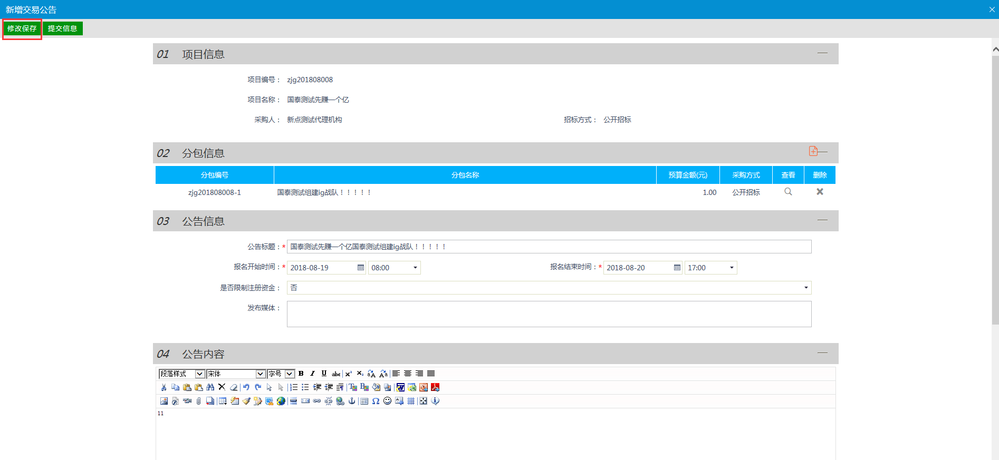 新增交易公告
修改保存 提交信息
01 项目信息
项目编号： zjg201808008
项目名称： 国泰测试先赚一个亿
采购人： 新点测试代理机构 招标方式： 公开招标
02 分包信息
分包编号 分包名称 预算金额(元) 采购方式 查看 删除
zjg201808008-1 国泰测试组建ig战队！！！！！ 1.00 公开招标
03 公告信息
公告标题：* 国泰测试先赚一个亿国泰测试组建ig战队！！！！！
报名开始时间：* 2018-08-19 08:00 报名结束时间：* 2018-08-20 17:00
是否限制注册资金： 否
发布媒体：
04 公告内容
段落样式 宋体 字号 B I U abc
11